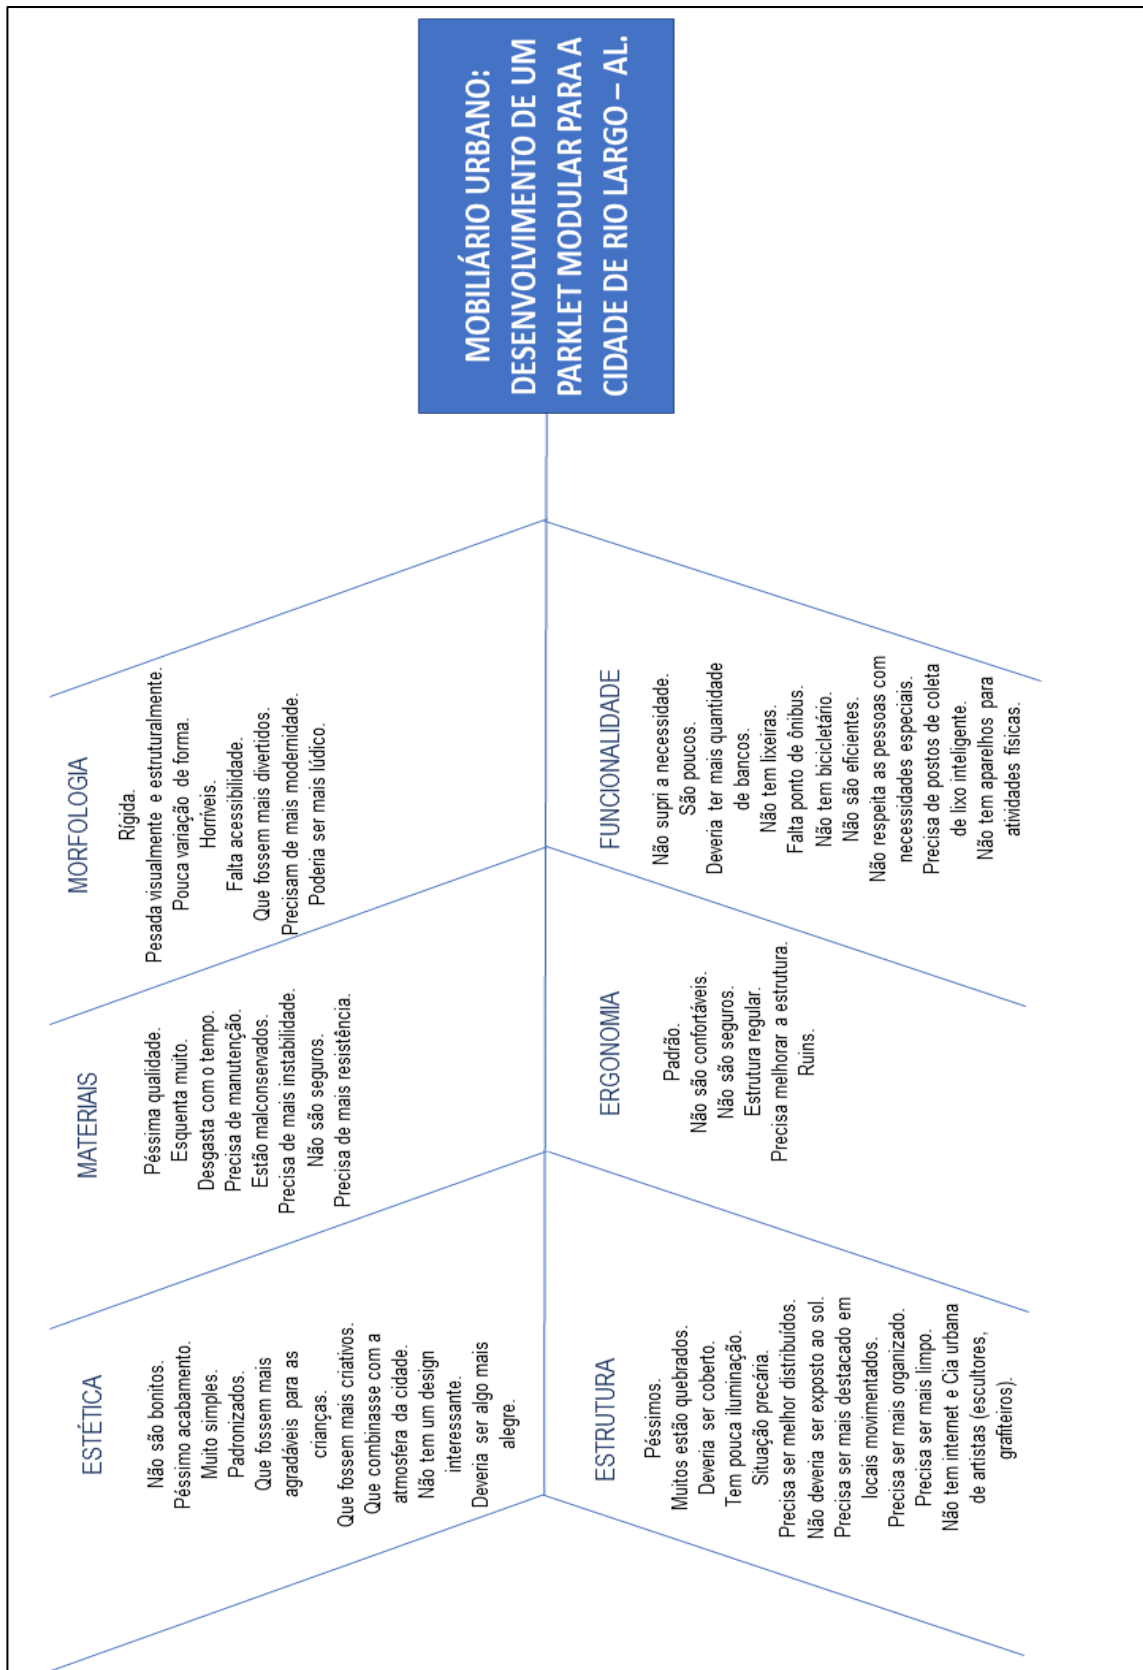 ESTÉTICA
Não são bonitos.
Péssimo acabamento.
Muito simples.
Padronizados.
Que fossem mais
agradáveis para as
crianças.
Que fossem mais criativos.
Que combinasse com a
atmosfera da cidade.
Não tem um design
interessante.
Deveria ser algo mais
alegre.
MATERIAIS
Péssima qualidade.
Esquenta muito.
Desgasta com o tempo.
Precisa de manutenção.
Estão malconservados.
Precisa de mais instabilidade.
Não são seguros.
Precisa de mais resistência.
MORFOLOGIA
Rígida.
Pesada visualmente e estruturalmente.
Pouca variação de forma.
Horríveis.
Falta acessibilidade.
Que fossem mais divertidos.
Precisam de mais modernidade.
Poderia ser mais lúdico.
MOBILIÁRIO URBANO:
DESENVOLVIMENTO DE UM
PARKLET MODULAR PARA A
CIDADE DE RIO LARGO – AL.
ESTRUTURA
Péssimos.
Muitos estão quebrados.
Deveria ser coberto.
Tem pouca iluminação.
Situação precária.
Precisa ser melhor distribuídos.
Não deveria ser exposto ao sol.
Precisa ser mais destacado em
locais movimentados.
Precisa ser mais organizado.
Precisa ser mais limpo.
Não tem internet e Cia urbana
de artistas (escultores,
grafiteiros).
ERGONOMIA
Padrão.
Não são confortáveis.
Não são seguros.
Estrutura regular.
Precisa melhorar a estrutura.
Ruins.
FUNCIONALIDADE
Não supri a necessidade.
São poucos.
Deveria ter mais quantidade
de bancos.
Não tem lixeiras.
Falta ponto de ônibus.
Não tem bicicletário.
Não são eficientes.
Não respeita as pessoas com
necessidades especiais.
Precisa de postos de coleta
de lixo inteligente.
Não tem aparelhos para
atividades físicas.